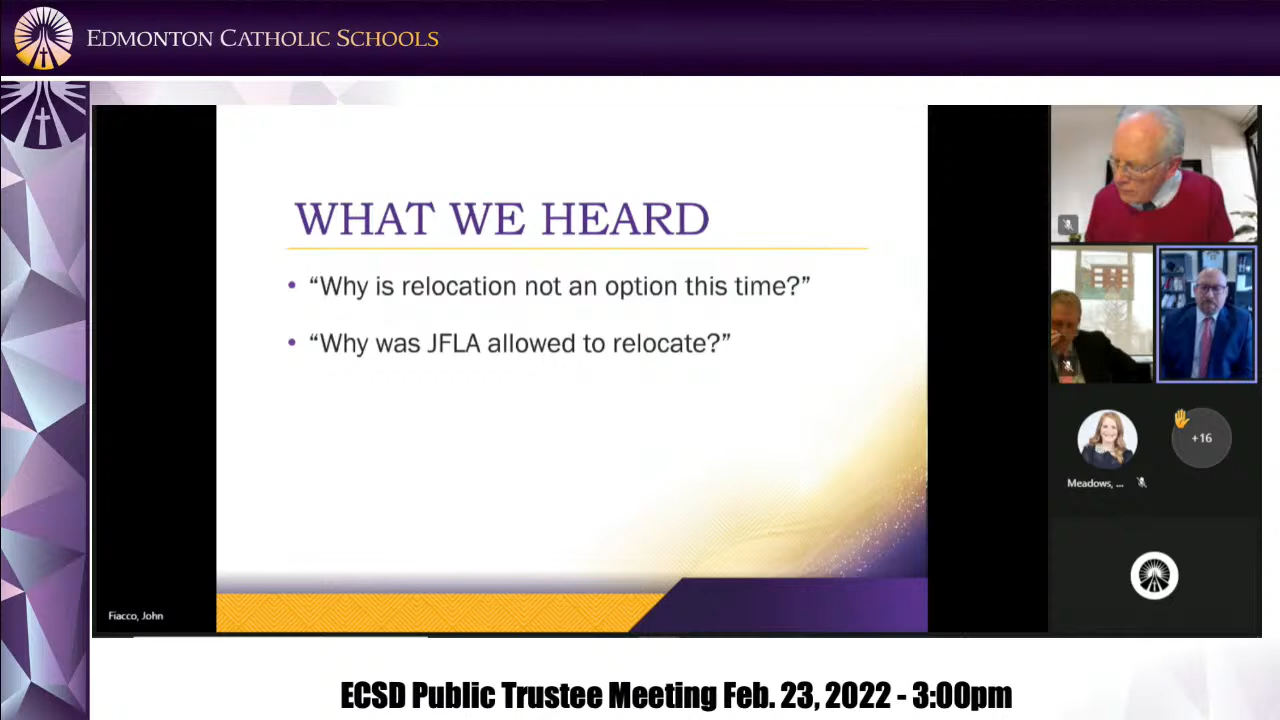 EDMONTON CATHOLIC SCHOOLS
WHAT WE HEARD
• “Why is relocation not an option this time?”
• “Why was JFLA allowed to relocate?”
+16
Meadows, ...
Fiacco, John
ECSD Public Trustee Meeting Feb. 23, 2022 - 3:00pm